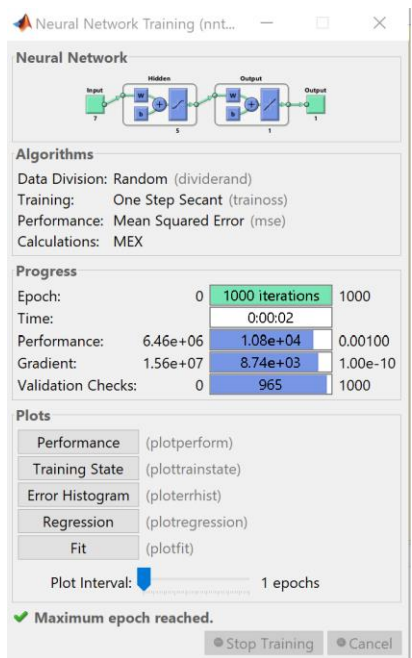 Neural Network Training (nnt...
Neural Network
Hidden Output
Input Output
W W
b b
7 5 1 1
Algorithms
Data Division: Random (dividerand)
Training: One Step Secant (trainoss)
Performance: Mean Squared Error (mse)
Calculations: MEX
Progress
Epoch: 0 1000 iterations 1000
Time: 0:00:02
Performance: 6.46e+06 1.08e+04 0.00100
Gradient: 1.56e+07 8.74e+03 1.00e-10
Validation Checks: 0 965 1000
Plots
Performance (plotperform)
Training State (plottrainstate)
Error Histogram (ploterrhist)
Regression (plotregression)
Fit (plotfit)
Plot Interval: 1 epochs
Maximum epoch reached.
Stop Training Cancel